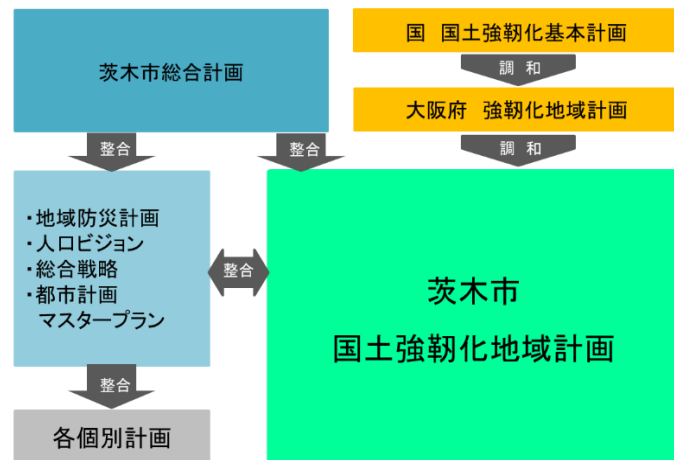 茨木市総合計画
国 国土強靭化基本計画
調 和
大阪府 強靭化地域計画
調 和
整合
整合
・地域防災計画
・人口ビジョン
・総合戦略
・都市計画
マスタープラン
整合
茨木市
国土強靭化地域計画
整合
各個別計画